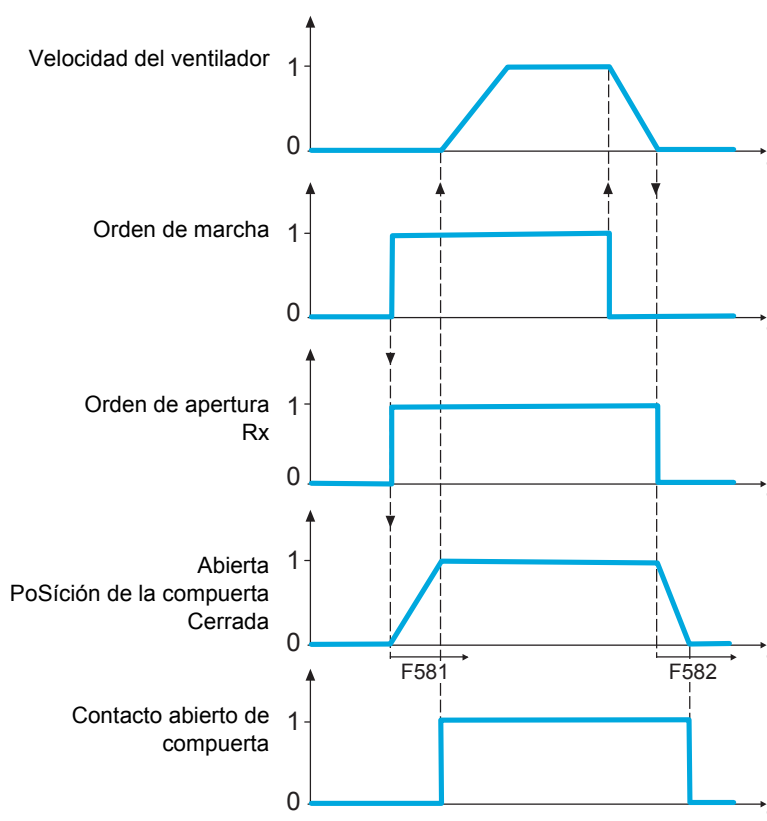 Velocidad del ventilador
1
0
Orden de marcha
1
0
Orden de apertura
Rx
1
0
Abierta
PoSíción de la compuerta
Cerrada
1
0
F581
F582
Contacto abierto de
compuerta
1
0